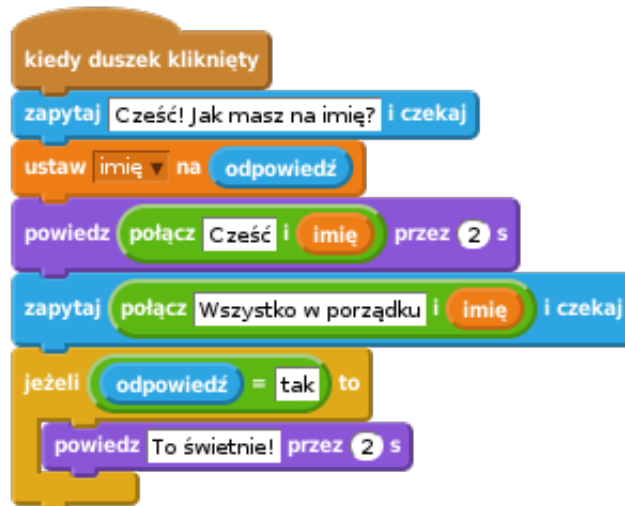 kiedy duszek kliknięty
zapytaj Cześć! Jak masz na imię? i czekaj
ustaw imię na odpowiedź
powiedz połącz Cześć i imię przez 2 s
zapytaj połącz Wszystko w porządku i imię i czekaj
jeżeli odpowiedź = tak to
powiedz To świetnie! przez 2 s